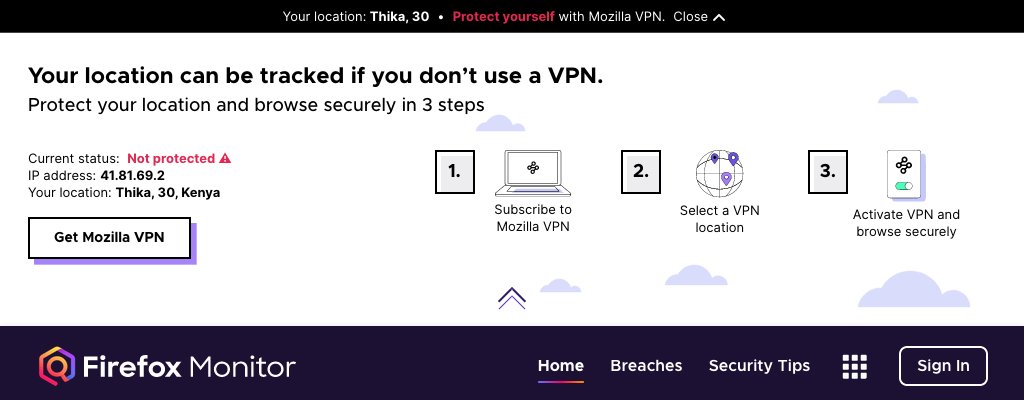 Your location: Thika, 30 • Protect yourself with Mozilla VPN. Close
Your location can be tracked if you don’t use a VPN.
Protect your location and browse securely in 3 steps
Current status: Not protected
IP address: 41.81.69.2
Your location: Thika, 30, Kenya
Get Mozilla VPN
1.
Subscribe to
Mozilla VPN
2.
Select a VPN
location
3.
Activate VPN and
browse securely
Firefox Monitor
Home Breaches Security Tips Sign In